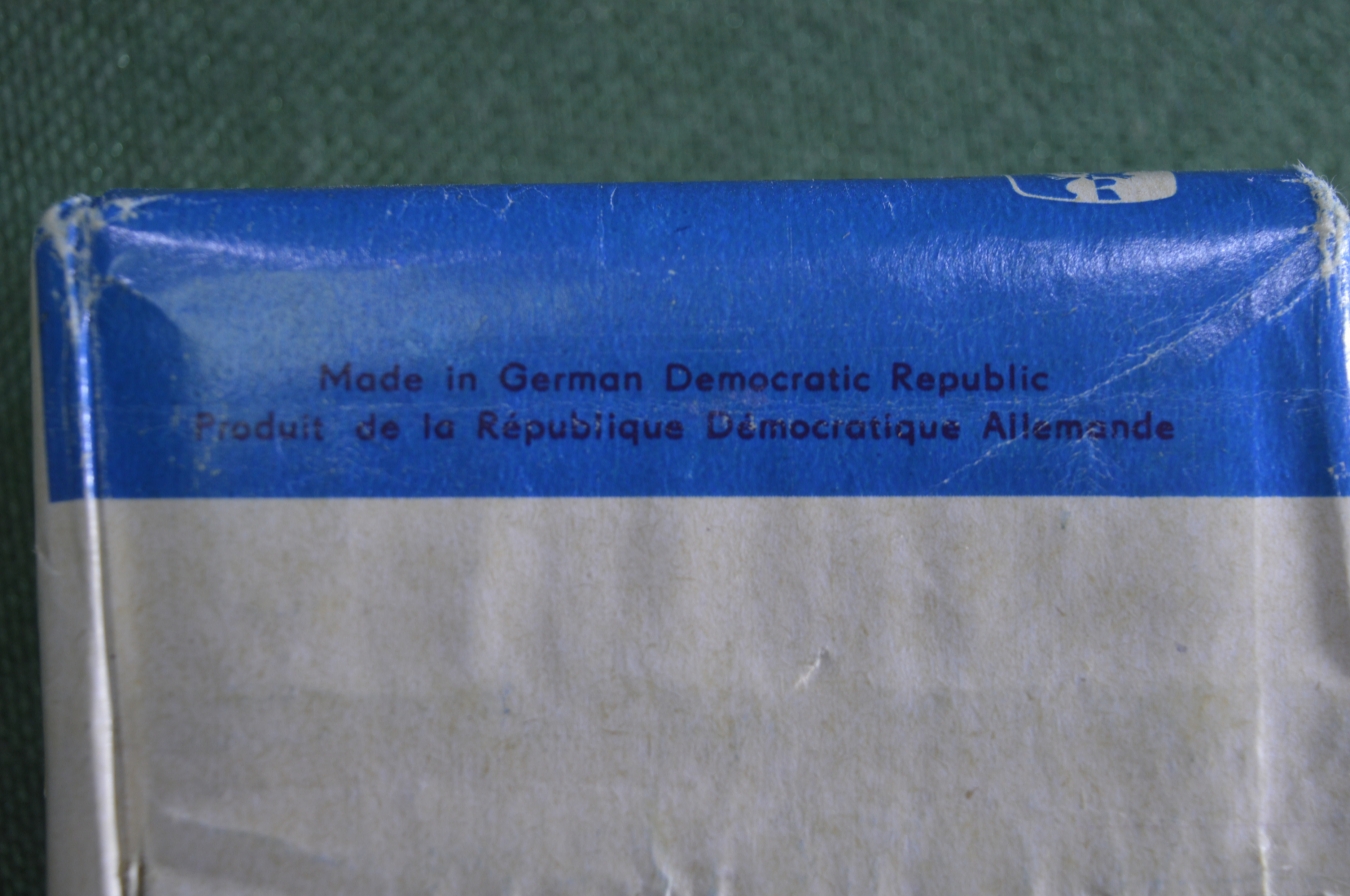 Made in German Democratic Republic
Produit de la République Démocratique Allemande